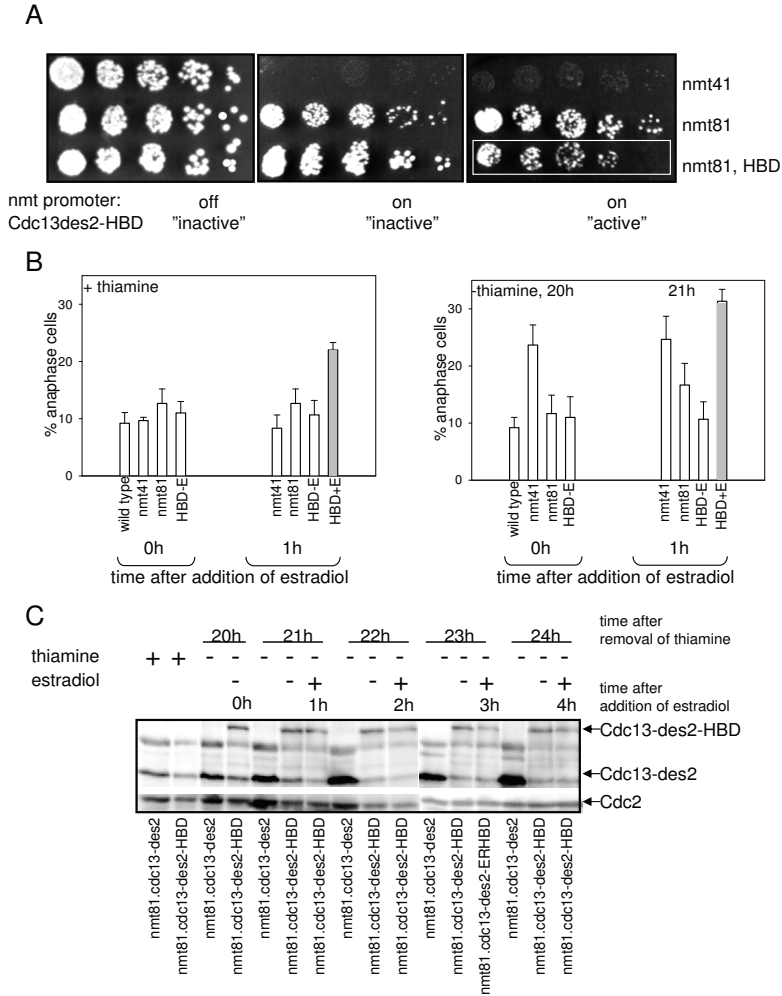 A
nmt41
nmt81
nmt81, HBD
nmt promoter: off on on
Cdc13des2-HBD "inactive" "inactive" "active"
B
+ thiamine
% anaphase cells
30
20
10
0
wild type
nmt41
nmt81
HBD-E
nmt41
nmt81
HBD-E
HBD+E
0h 1h
time after addition of estradiol
-thiamine, 20h 21h
% anaphase cells
30
20
10
0
wild type
nmt41
nmt81
HBD-E
nmt41
nmt81
HBD-E
HBD+E
0h 1h
time after addition of estradiol
C
20h 21h 22h 23h 24h
time after
removal of thiamine
thiamine + + - - - - - - - - - - - - - -
estradiol - - + - + - + - +
0h 1h 2h 3h 4h
time after
addition of estradiol
Cdc13-des2-HBD
Cdc13-des2
Cdc2
nmt81.cdc13-des2
nmt81.cdc13-des2-HBD
nmt81.cdc13-des2
nmt81.cdc13-des2-HBD
nmt81.cdc13-des2
nmt81.cdc13-des2-HBD
nmt81.cdc13-des2-HBD
nmt81.cdc13-des2
nmt81.cdc13-des2-HBD
nmt81.cdc13-des2-HBD
nmt81.cdc13-des2
nmt81.cdc13-des2-HBD
nmt81.cdc13-des2-ERHBD
nmt81.cdc13-des2
nmt81.cdc13-des2-HBD
nmt81.cdc13-des2-HBD